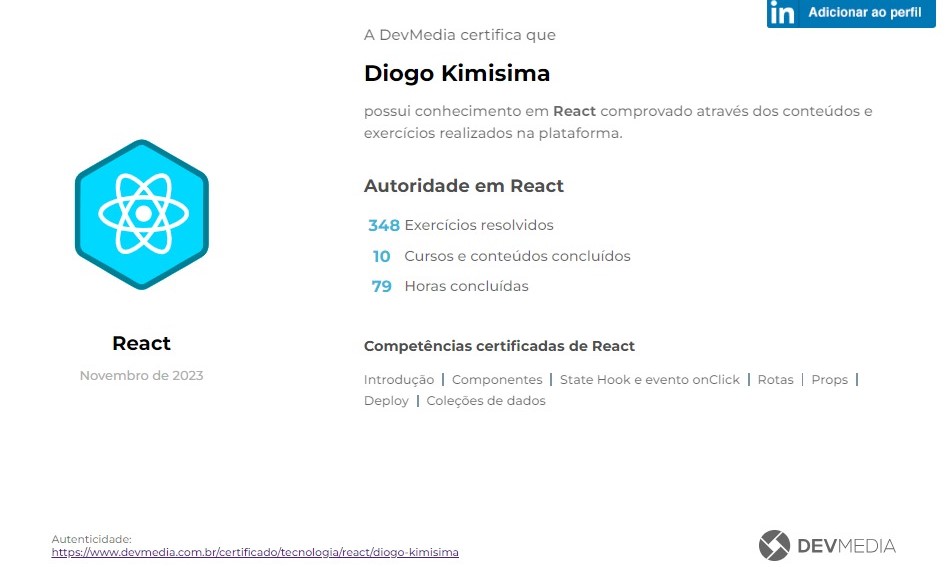 in Adicionar ao perfil
A DevMedia certifica que
Diogo Kimisima
possui conhecimento em React comprovado através dos conteúdos e
exercícios realizados na plataforma.
Autoridade em React
348 Exercícios resolvidos
10 Cursos e conteúdos concluídos
79 Horas concluídas
React
Novembro de 2023
Competências certificadas de React
Introdução | Componentes | State Hook e evento onClick | Rotas | Props |
Deploy | Coleções de dados
Autenticidade:
https://www.devmedia.com.br/certificado/tecnologia/react/diogo-kimisima
DEVMEDIA